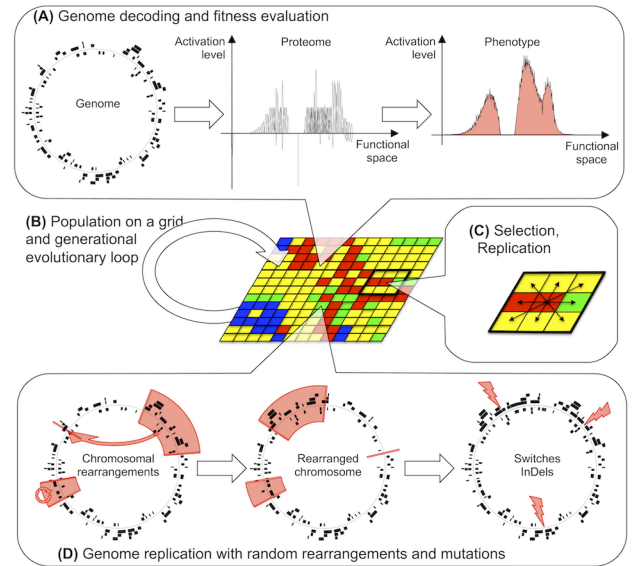 (A) Genome decoding and fitness evaluation
Activation
level
Proteome
Activation
level
Phenotype
Genome
Functional
space
Functional
space
(B) Population on a grid
and generational
evolutionary loop
(C) Selection,
Replication
Chromosomal
rearrangements
Rearranged
chromosome
Switches
InDels
(D) Genome replication with random rearrangements and mutations